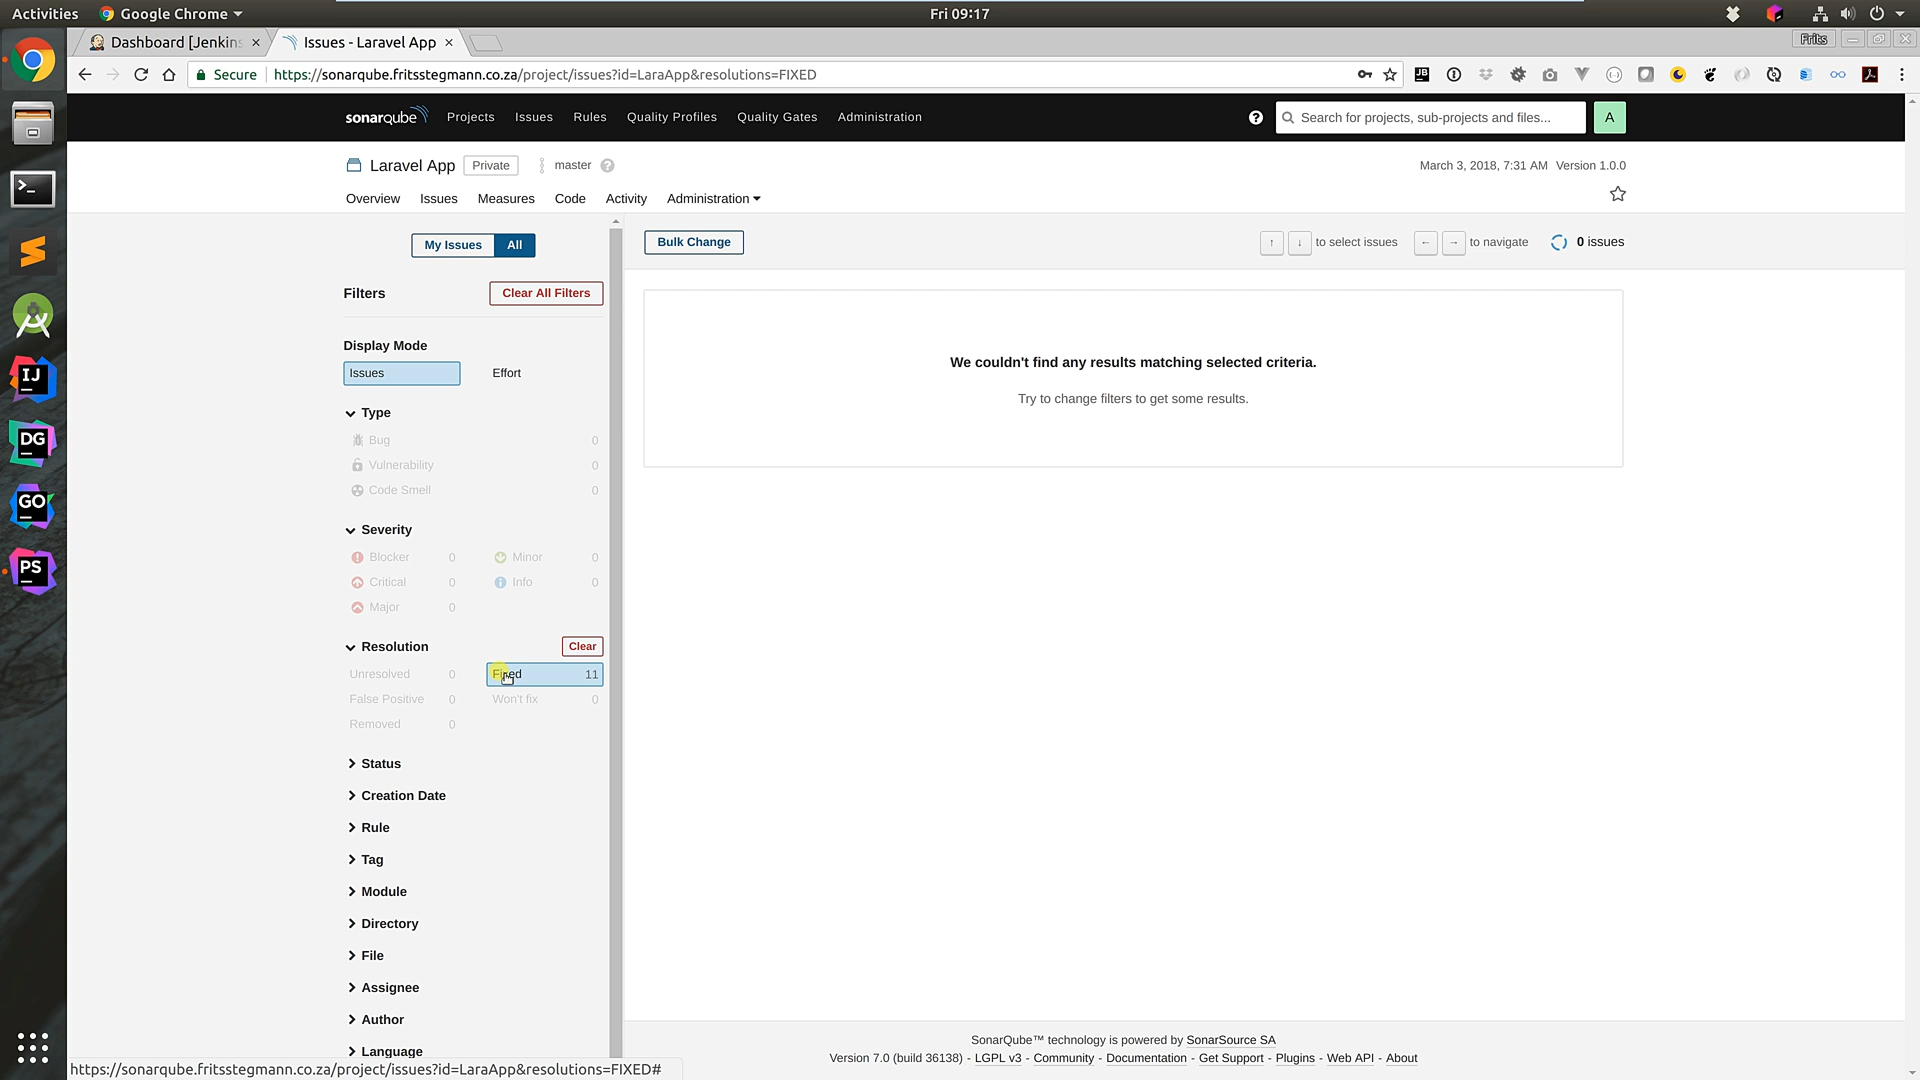 Activities Google Chrome Fri 09:17
Dashboard [Jenkins × Issues - Laravel App × Frits
Secure https://sonarqube.fritsstegmann.co.za/project/issues?id=LaraApp&resolutions=FIXED
sonarqube Projects Issues Rules Quality Profiles Quality Gates Administration ? Search for projects, sub-projects and files... A
Laravel App Private master ? March 3, 2018, 7:31 AM Version 1.0.0
Overview Issues Measures Code Activity Administration
My Issues All
Bulk Change ↑ ↓ to select issues ← → to navigate 0 issues
Filters Clear All Filters
Display Mode
Issues Effort
We couldn't find any results matching selected criteria.
Try to change filters to get some results.
Type
Bug 0
Vulnerability 0
Code Smell 0
Severity
Blocker 0 Minor 0
Critical 0 Info 0
Major 0
Resolution Clear
Unresolved 0 Fixed 11
False Positive 0 Won't fix 0
Removed 0
Status
Creation Date
Rule
Tag
Module
Directory
File
Assignee
Author
Language
IJ
DG
GO
PS
SonarQube™ technology is powered by SonarSource SA
Version 7.0 (build 36138) - LGPL v3 - Community - Documentation - Get Support - Plugins - Web API - About
https://sonarqube.fritsstegmann.co.za/project/issues?id=LaraApp&resolutions=FIXED#